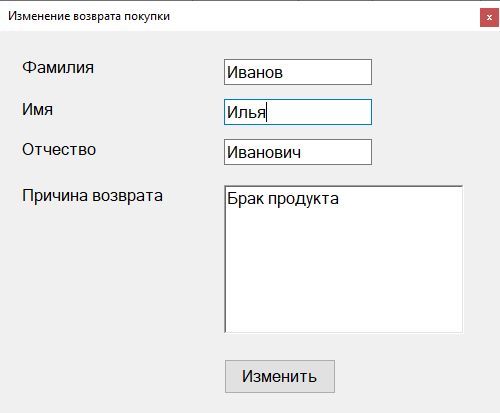 Изменение возврата покупки
x
Фамилия Иванов
Имя Илья
Отчество Иванович
Причина возврата Брак продукта
Изменить